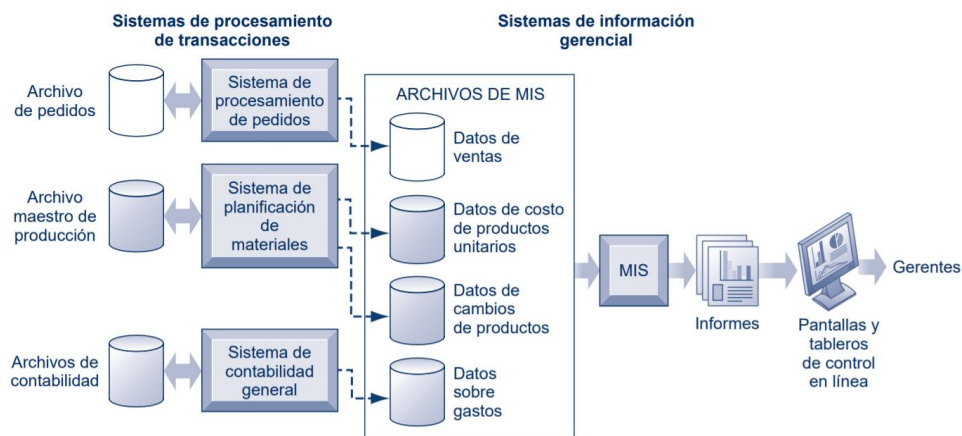 Sistemas de procesamiento
de transacciones
Sistemas de información
gerencial
Archivo
de pedidos
Sistema de
procesamiento
de pedidos
Archivo
maestro de
producción
Sistema de
planificación
de
materiales
Archivos de
contabilidad
Sistema de
contabilidad
general
ARCHIVOS DE MIS
Datos de
ventas
Datos de costo
de productos
unitarios
Datos de
cambios
de productos
Datos
sobre
gastos
MIS
Informes
Pantallas y
tableros
de control
en línea
Gerentes